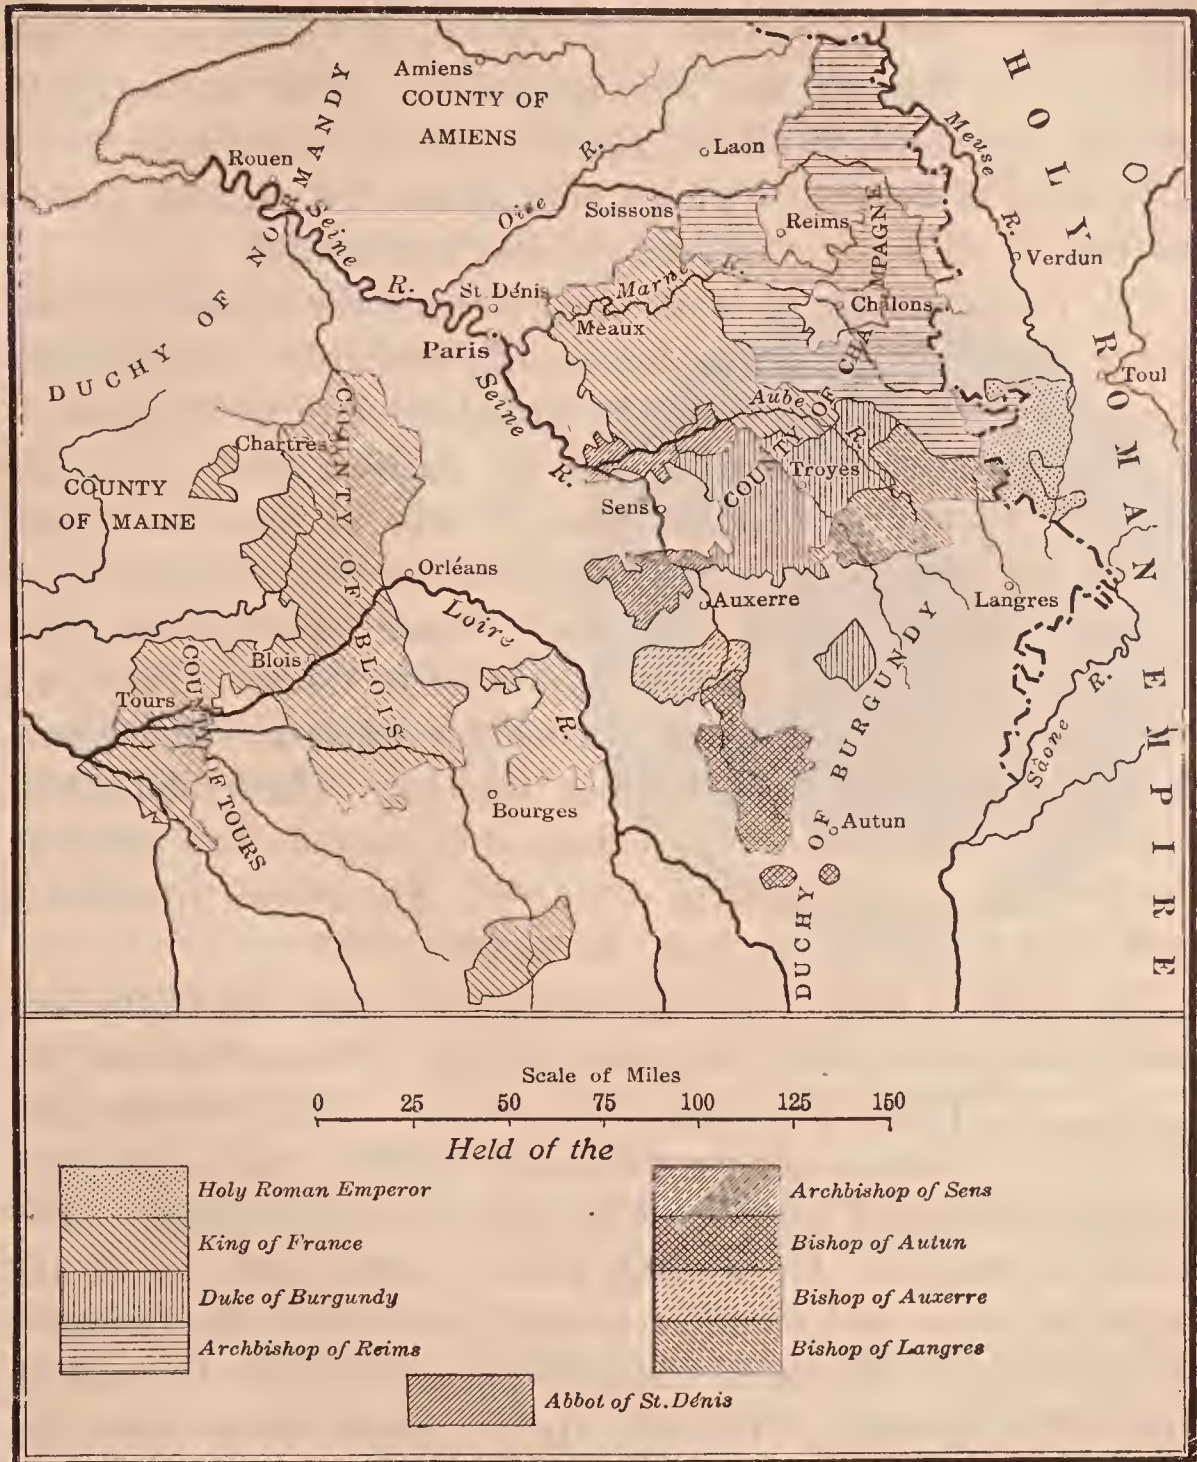 Amiens
COUNTY OF
AMIENS
HOLY ROMAN EMPIRE
Meuse R.
Rouen
DUCHY OF NORMANDY
Seine R.
Oise R.
Laon
Soissons
Reims
Verdun
St. Dénis
Marne R.
Meaux
Châlons
COUNTY OF CHAMPAGNE
Paris
Seine R.
Toul
Aube R.
Troyes
Chartres
COUNTY
OF MAINE
COUNTY OF BLOIS
Sens
Orléans
Loire R.
Auxerre
Langres
Blois
COUNTY OF TOURS
Tours
Bourges
DUCHY OF BURGUNDY
Autun
Sâone R.
Scale of Miles
0 25 50 75 100 125 150
Held of the
Holy Roman Emperor
King of France
Duke of Burgundy
Archbishop of Reims
Archbishop of Sens
Bishop of Autun
Bishop of Auxerre
Bishop of Langres
Abbot of St. Dénis